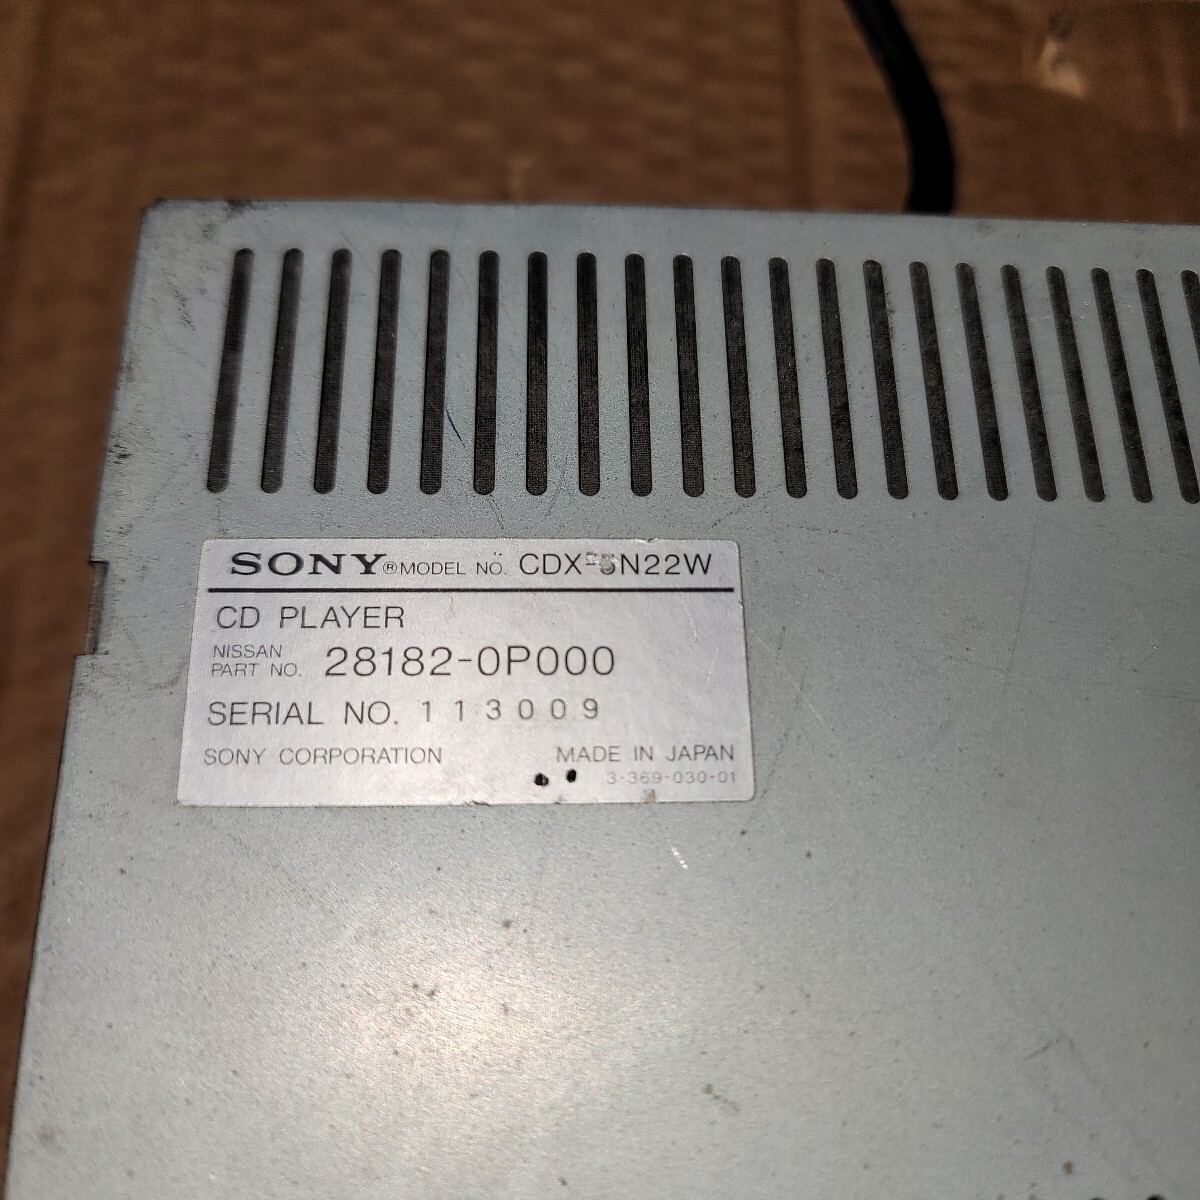 SONY® MODEL NO. CDX-5N22W
CD PLAYER
NISSAN PART NO. 28182-0P000
SERIAL NO. 113009
SONY CORPORATION MADE IN JAPAN
3-369-030-01